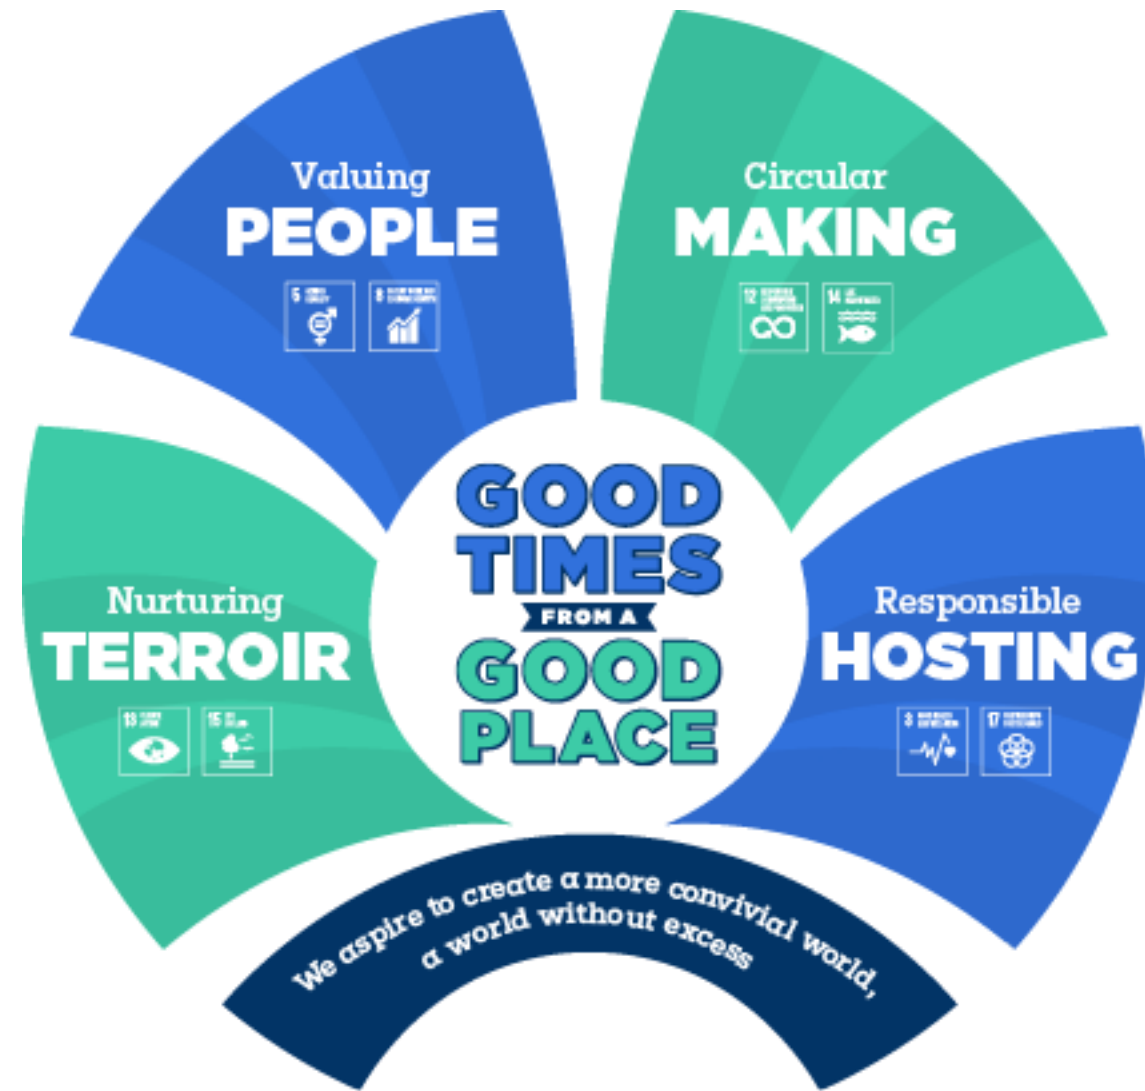 Valuing
PEOPLE
5
8
Circular
MAKING
12
14
Nurturing
TERROIR
13
15
GOOD
TIMES
FROM A
GOOD
PLACE
Responsible
HOSTING
3
17
We aspire to create a more convivial world,
a world without excess